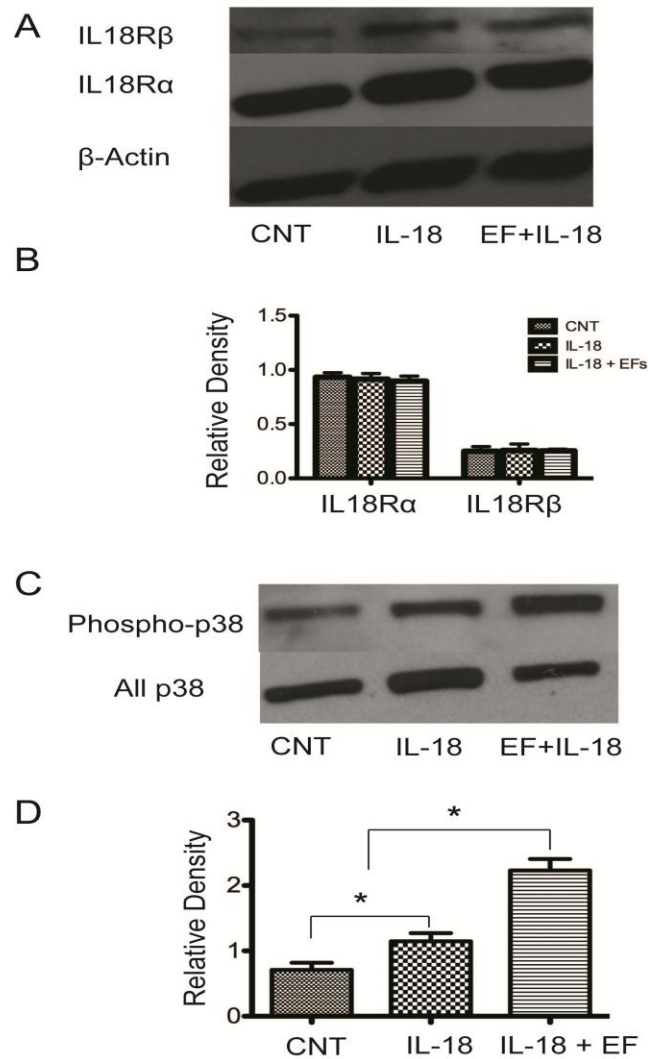 A
IL18Rβ
IL18Rα
β-Actin
CNT IL-18 EF+IL-18
B
Relative Density
1.5
1.0
0.5
0.0
CNT
IL-18
IL-18 + EFs
IL18Rα IL18Rβ
C
Phospho-p38
All p38
CNT IL-18 EF+IL-18
D
Relative Density
3
2
1
0
*
*
CNT IL-18 IL-18 + EF